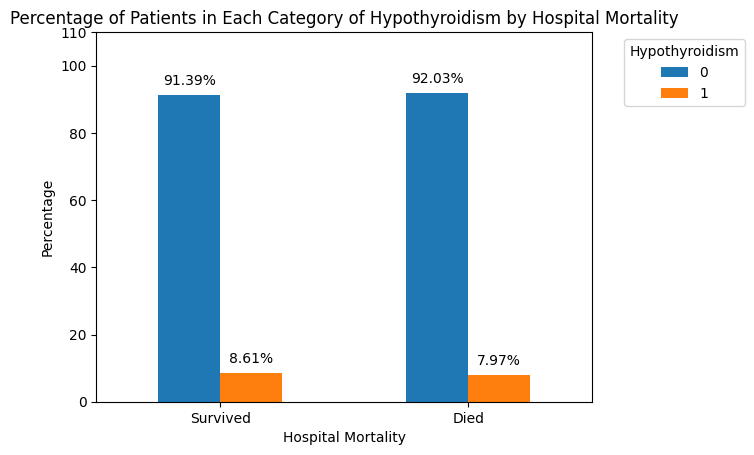 Percentage of Patients in Each Category of Hypothyroidism by Hospital Mortality
Hypothyroidism
0
1
Percentage
110
100
80
60
40
20
0
91.39%
8.61%
92.03%
7.97%
Survived
Died
Hospital Mortality